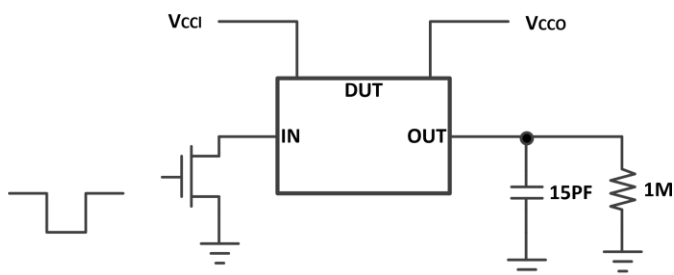 VCCI
VCCO
DUT
IN
OUT
15PF
1M